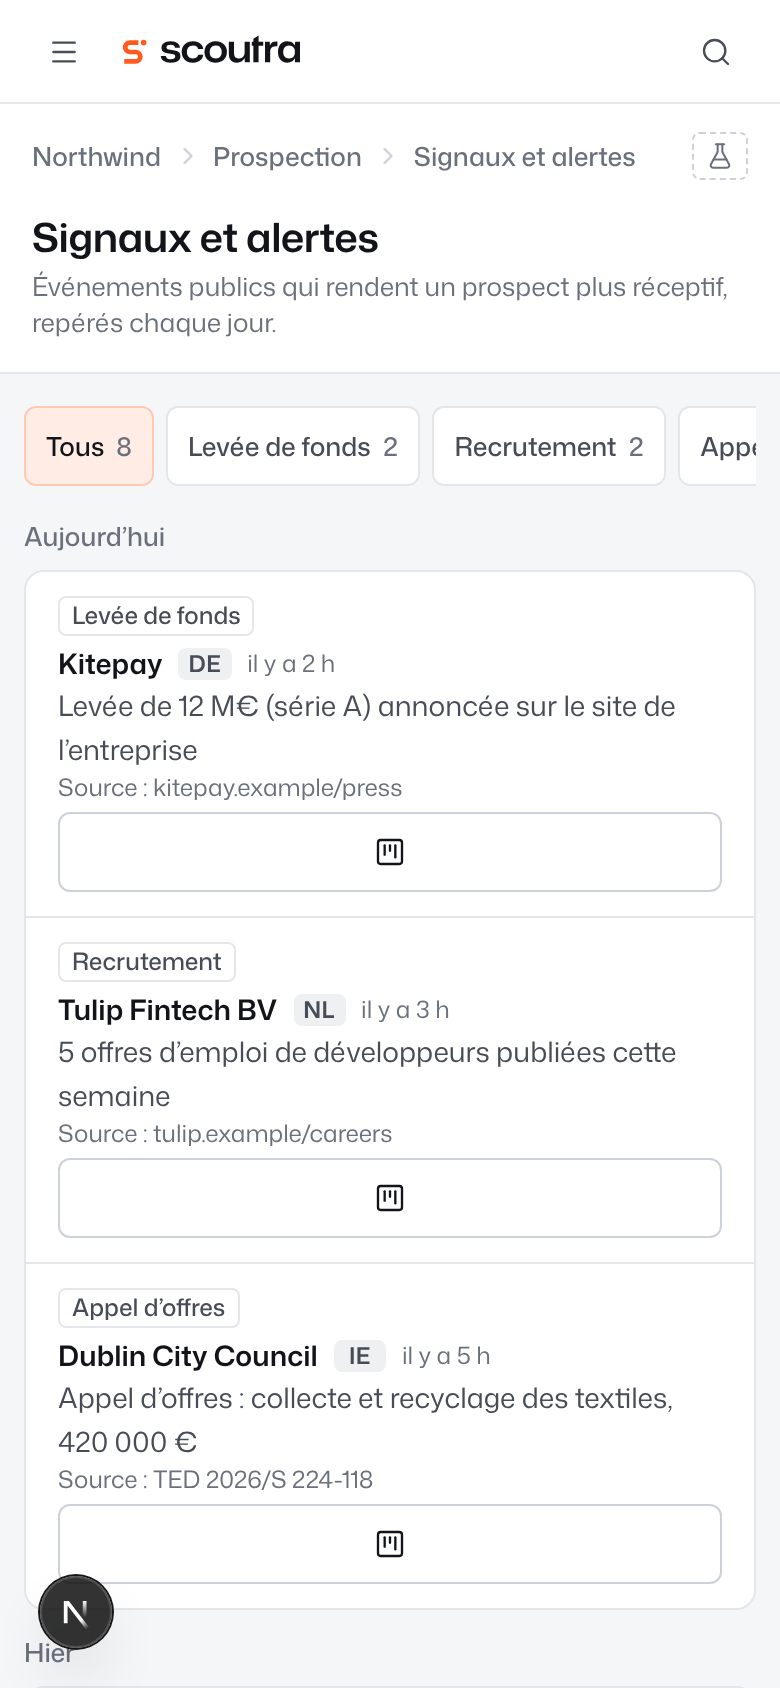 scoutra
Northwind > Prospection > Signaux et alertes
Signaux et alertes
Événements publics qui rendent un prospect plus réceptif,
repérés chaque jour.
Tous 8
Levée de fonds 2
Recrutement 2
Appe
Aujourd’hui
Levée de fonds
Kitepay DE il y a 2 h
Levée de 12 M€ (série A) annoncée sur le site de
l’entreprise
Source : kitepay.example/press
Recrutement
Tulip Fintech BV NL il y a 3 h
5 offres d’emploi de développeurs publiées cette
semaine
Source : tulip.example/careers
Appel d’offres
Dublin City Council IE il y a 5 h
Appel d’offres : collecte et recyclage des textiles,
420 000 €
Source : TED 2026/S 224-118
N
Hier